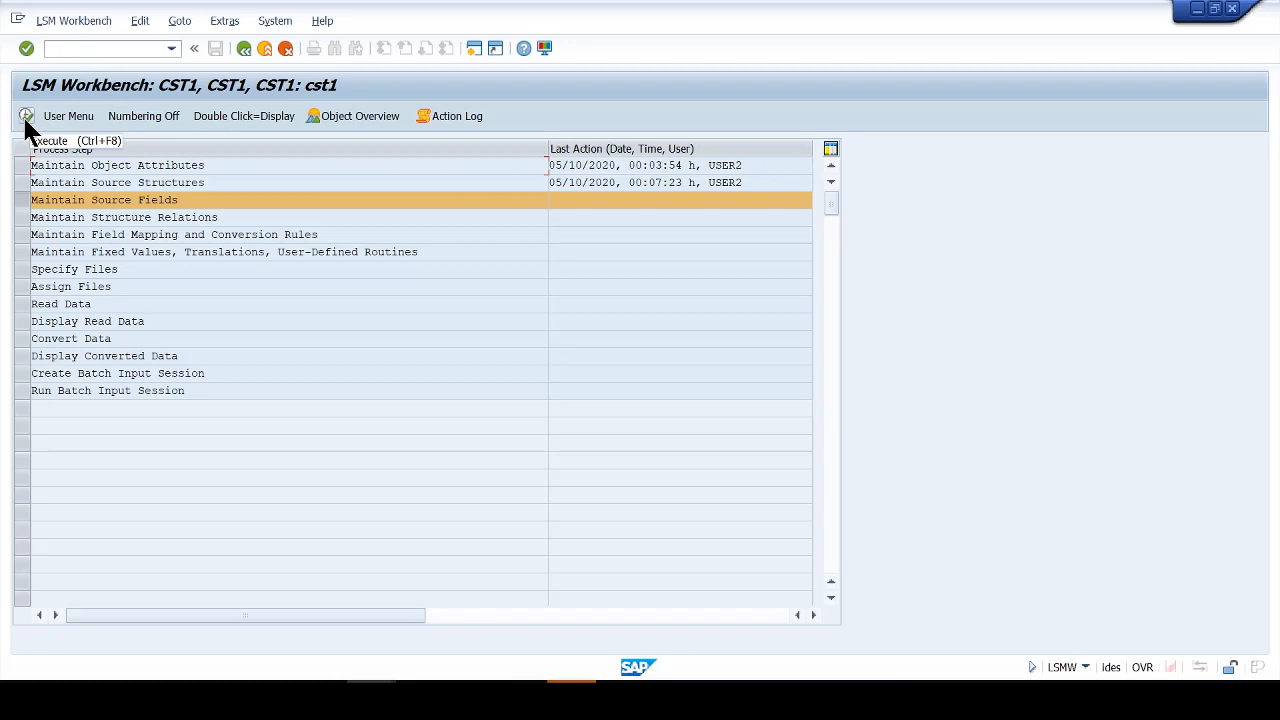 LSM Workbench Edit Goto Extras System Help
LSM Workbench: CST1, CST1, CST1: cst1
User Menu Numbering Off Double Click=Display Object Overview Action Log
Execute (Ctrl+F8)
Process Step Last Action (Date, Time, User)
Maintain Object Attributes 05/10/2020, 00:03:54 h, USER2
Maintain Source Structures 05/10/2020, 00:07:23 h, USER2
Maintain Source Fields
Maintain Structure Relations
Maintain Field Mapping and Conversion Rules
Maintain Fixed Values, Translations, User-Defined Routines
Specify Files
Assign Files
Read Data
Display Read Data
Convert Data
Display Converted Data
Create Batch Input Session
Run Batch Input Session
SAP LSMW Ides OVR